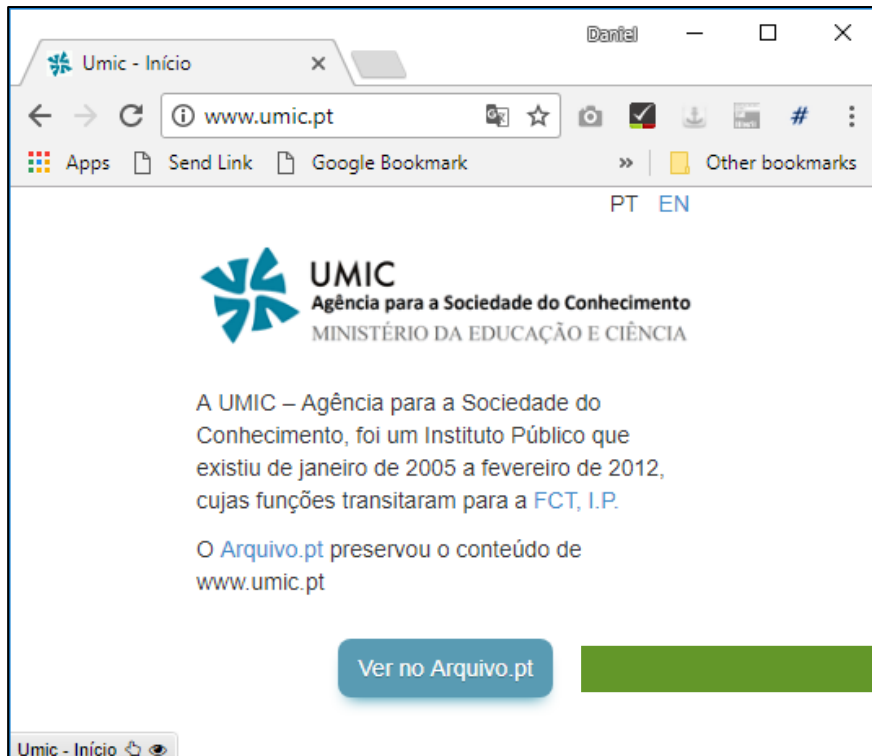 Daniel
Umic - Início
www.umic.pt
Apps Send Link Google Bookmark » Other bookmarks
PT EN
UMIC
Agência para a Sociedade do Conhecimento
MINISTÉRIO DA EDUCAÇÃO E CIÊNCIA
A UMIC – Agência para a Sociedade do
Conhecimento, foi um Instituto Público que
existiu de janeiro de 2005 a fevereiro de 2012,
cujas funções transitaram para a FCT, I.P.
O Arquivo.pt preservou o conteúdo de
www.umic.pt
Ver no Arquivo.pt
Umic - Início